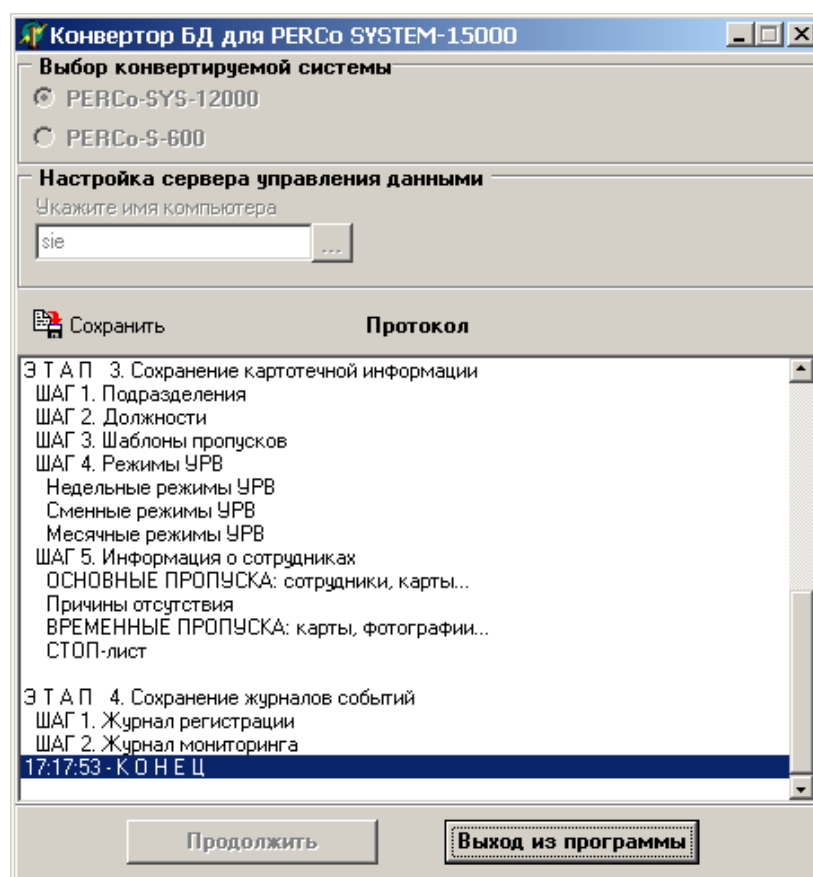 Конвертор БД для PERCo SYSTEM-15000
Выбор конвертируемой системы
PERCo-SYS-12000
PERCo-S-600
Настройка сервера управления данными
Укажите имя компьютера
sie
...
Сохранить Протокол
Э Т А П 3. Сохранение картотечной информации
ШАГ 1. Подразделения
ШАГ 2. Должности
ШАГ 3. Шаблоны пропусков
ШАГ 4. Режимы УРВ
Недельные режимы УРВ
Сменные режимы УРВ
Месячные режимы УРВ
ШАГ 5. Информация о сотрудниках
ОСНОВНЫЕ ПРОПУСКА: сотрудники, карты...
Причины отсутствия
ВРЕМЕННЫЕ ПРОПУСКА: карты, фотографии...
СТОП-лист
Э Т А П 4. Сохранение журналов событий
ШАГ 1. Журнал регистрации
ШАГ 2. Журнал мониторинга
17:17:53 - К О Н Е Ц
Продолжить Выход из программы